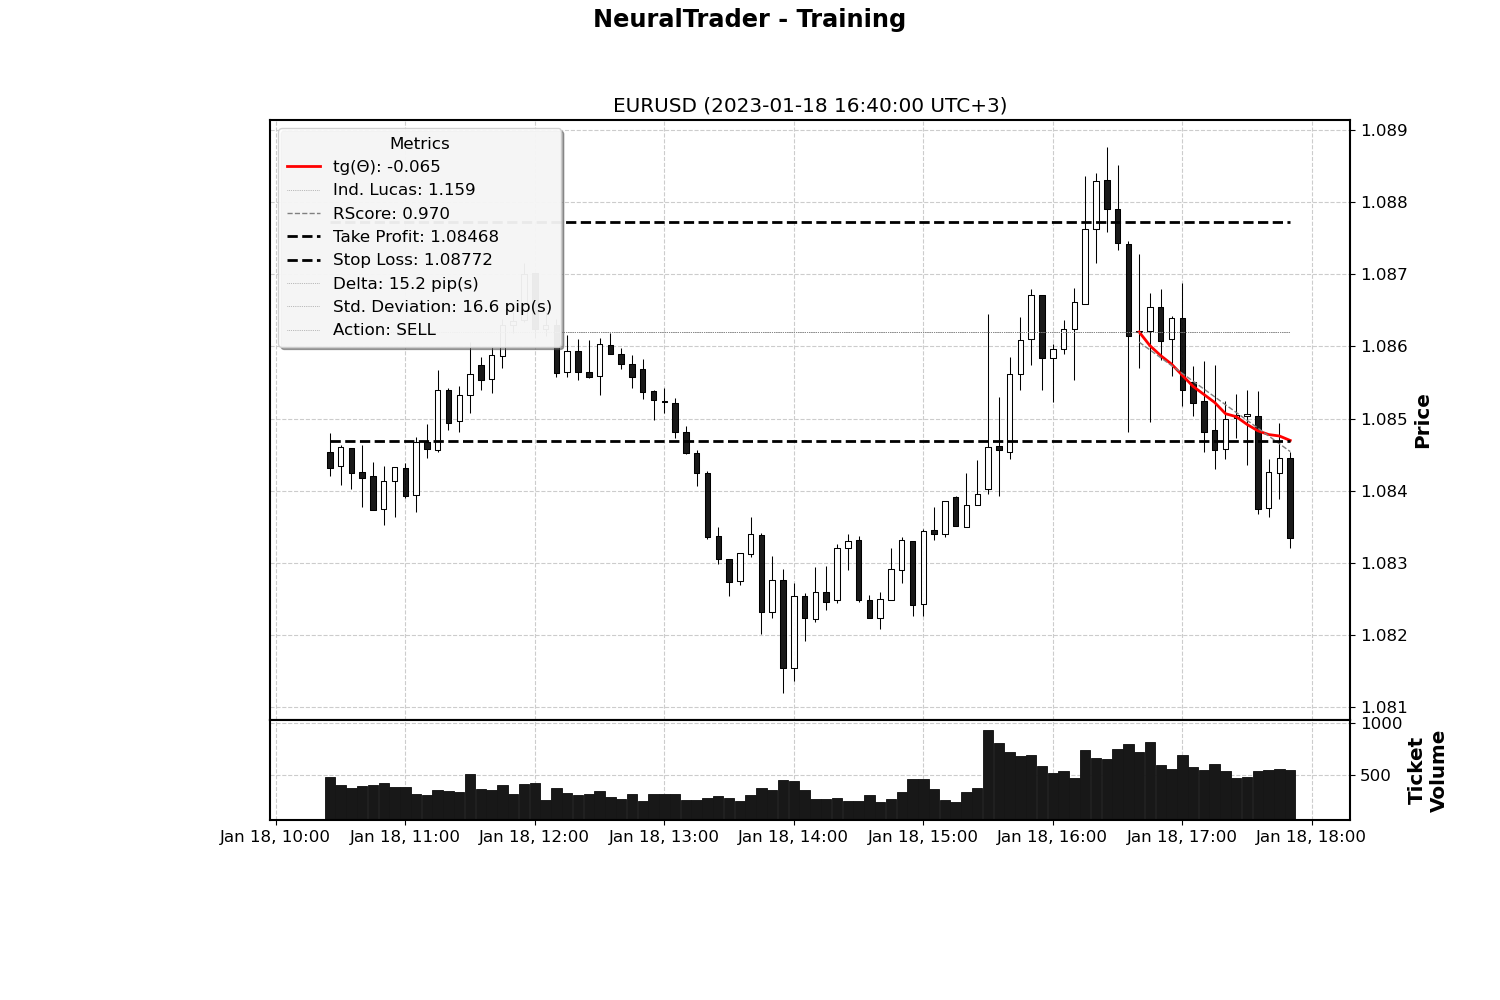 NeuralTrader - Training
EURUSD (2023-01-18 16:40:00 UTC+3)
Metrics
tg(Θ): -0.065
Ind. Lucas: 1.159
RScore: 0.970
Take Profit: 1.08468
Stop Loss: 1.08772
Delta: 15.2 pip(s)
Std. Deviation: 16.6 pip(s)
Action: SELL
1.089
1.088
1.087
1.086
1.085
1.084
1.083
1.082
1.081
Price
1000
500
Ticket
Volume
Jan 18, 10:00
Jan 18, 11:00
Jan 18, 12:00
Jan 18, 13:00
Jan 18, 14:00
Jan 18, 15:00
Jan 18, 16:00
Jan 18, 17:00
Jan 18, 18:00